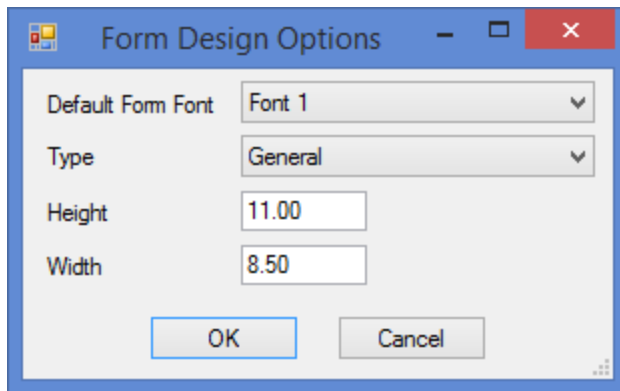 Form Design Options
Default Form Font Font 1
Type General
Height 11.00
Width 8.50
OK Cancel